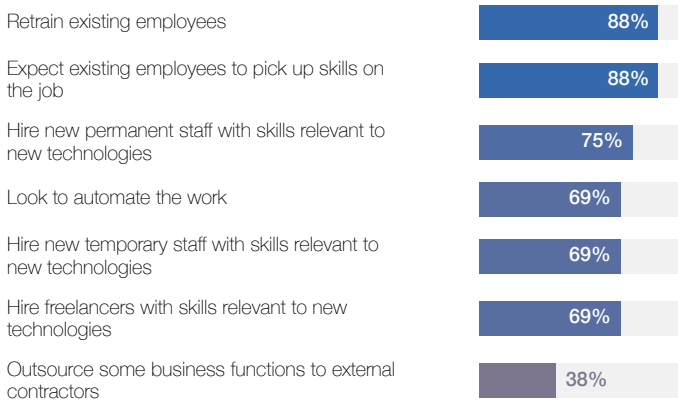 Retrain existing employees
88%
Expect existing employees to pick up skills on
the job
88%
Hire new permanent staff with skills relevant to
new technologies
75%
Look to automate the work
69%
Hire new temporary staff with skills relevant to
new technologies
69%
Hire freelancers with skills relevant to new
technologies
69%
Outsource some business functions to external
contractors
38%